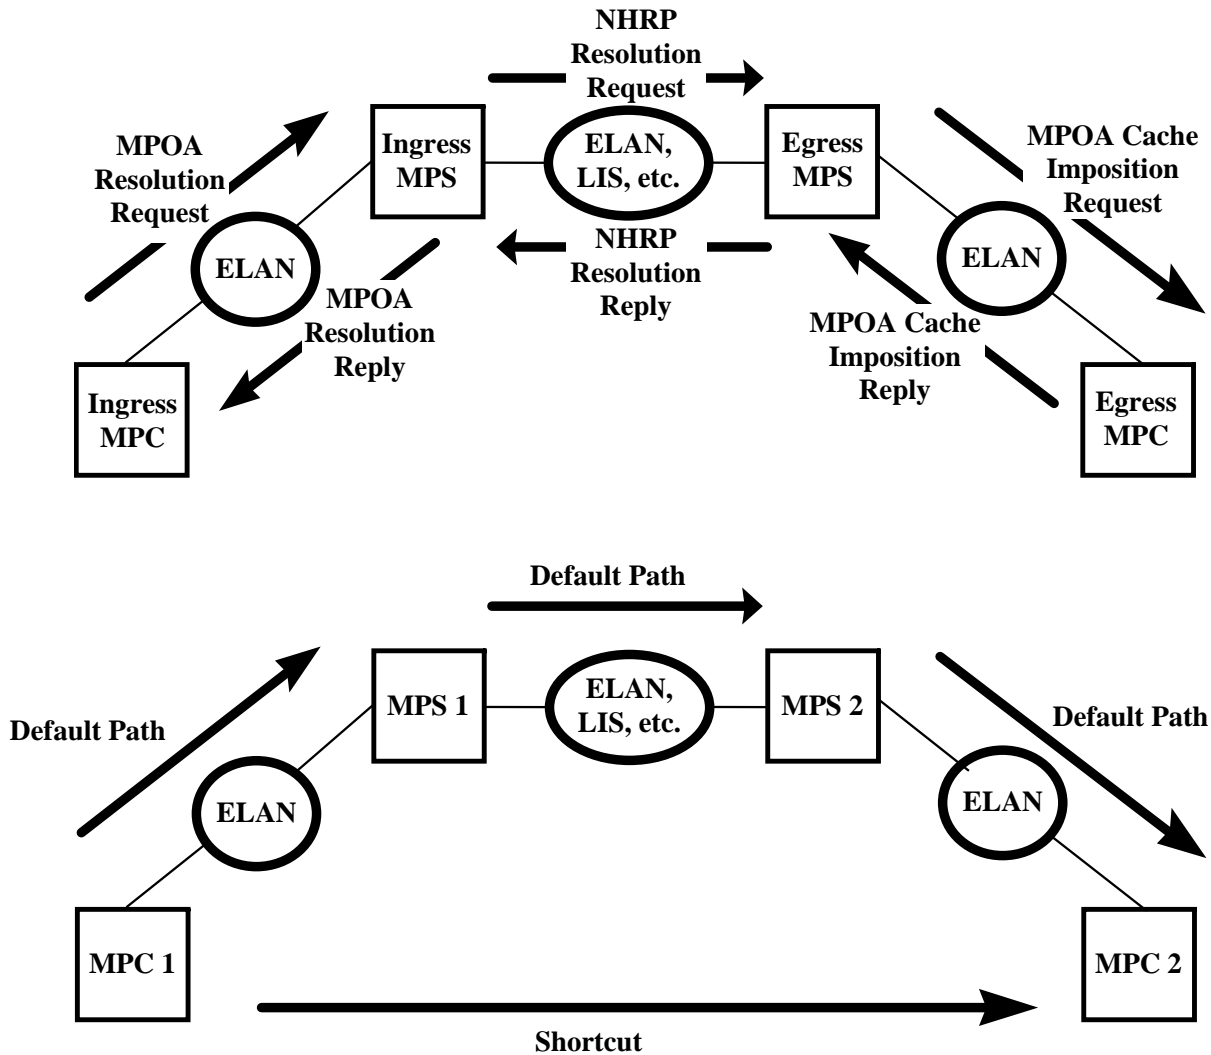 NHRP
Resolution
Request
MPOA
Resolution
Request
Ingress
MPS
ELAN,
LIS, etc.
Egress
MPS
MPOA Cache
Imposition
Request
ELAN
NHRP
Resolution
Reply
ELAN
MPOA
Resolution
Reply
MPOA Cache
Imposition
Reply
Ingress
MPC
Egress
MPC
Default Path
Default Path
MPS 1
ELAN,
LIS, etc.
MPS 2
Default Path
ELAN
ELAN
MPC 1
MPC 2
Shortcut